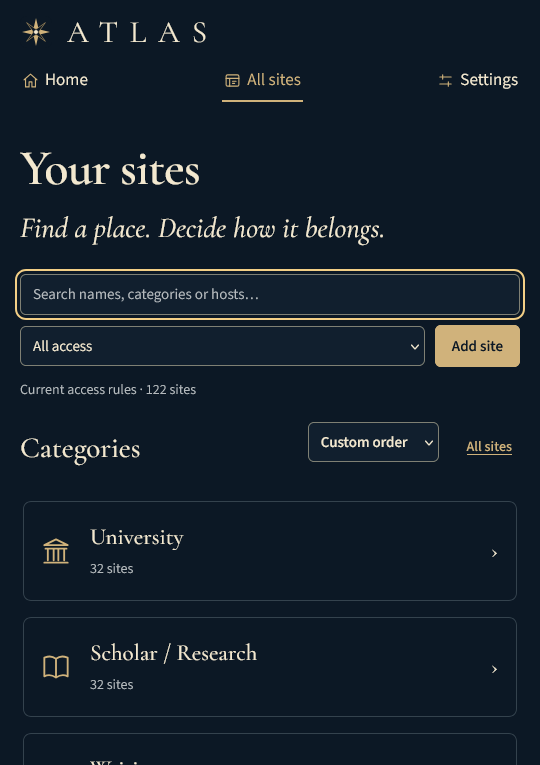 ATLAS
Home
All sites
Settings
Your sites
Find a place. Decide how it belongs.
Search names, categories or hosts…
All access
Add site
Current access rules · 122 sites
Categories
Custom order
All sites
University
32 sites
Scholar / Research
32 sites